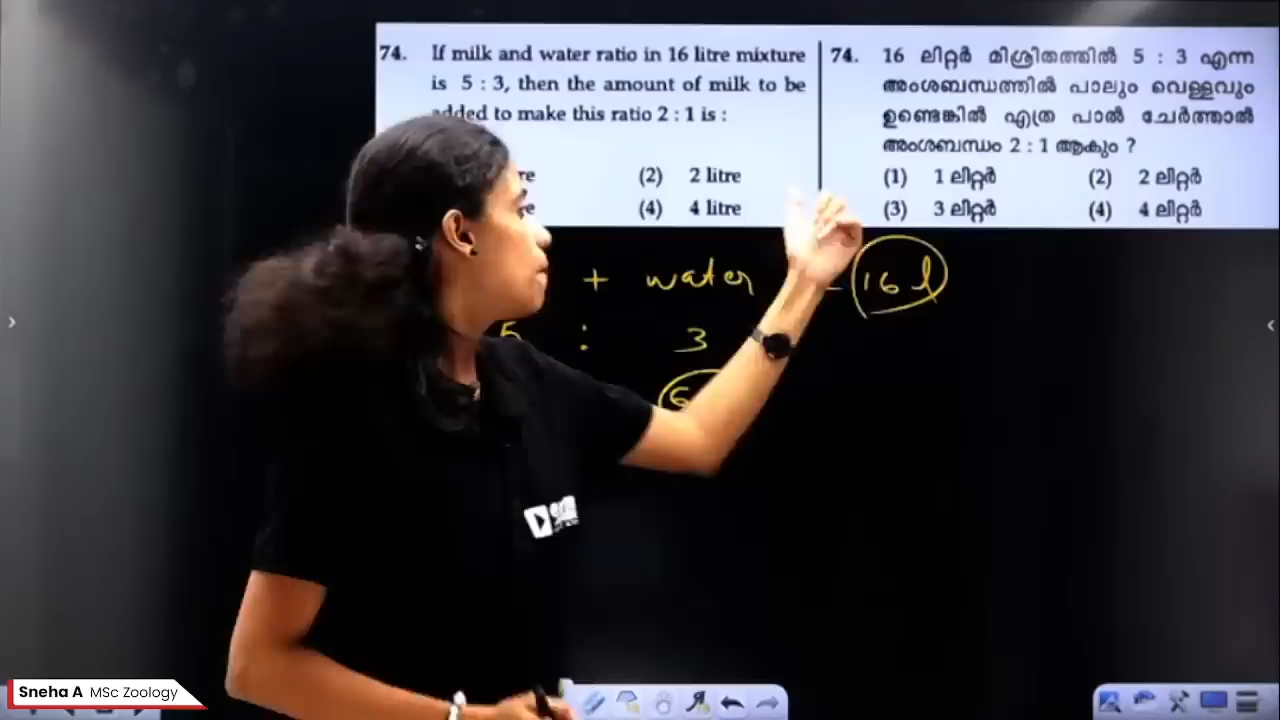 74. If milk and water ratio in 16 litre mixture
is 5 : 3, then the amount of milk to be
added to make this ratio 2 : 1 is :
(2) 2 litre
(4) 4 litre
74. 16 ലിറ്റർ മിശ്രിതത്തിൽ 5 : 3 എന്ന
അംശബന്ധത്തിൽ പാലും വെള്ളവും
ഉണ്ടെങ്കിൽ എത്ര പാൽ ചേർത്താൽ
അംശബന്ധം 2 : 1 ആകും ?
(1) 1 ലിറ്റർ (2) 2 ലിറ്റർ
(3) 3 ലിറ്റർ (4) 4 ലിറ്റർ
+ water 16 l
5 : 3
6
Sneha A MSc Zoology